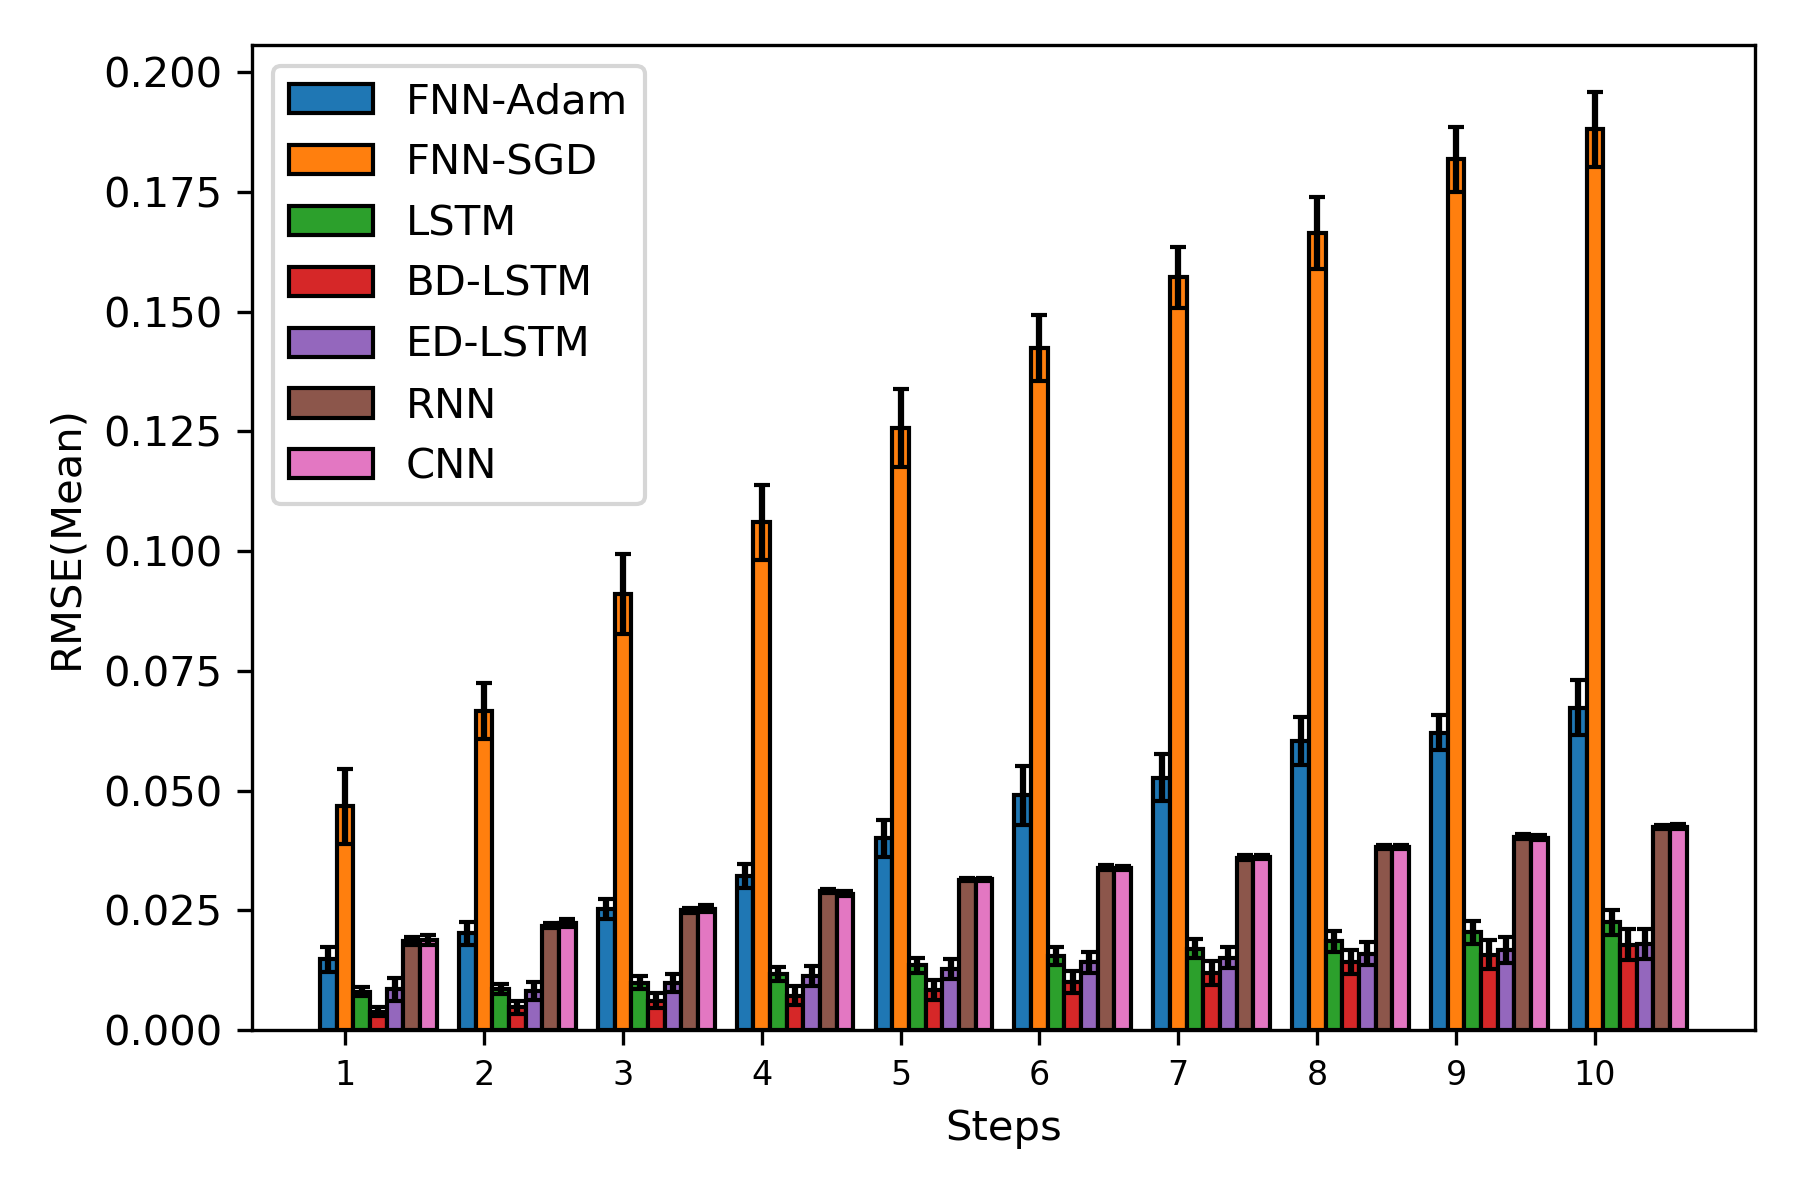 0.200
0.175
0.150
0.125
0.100
0.075
0.050
0.025
0.000
RMSE(Mean)
FNN-Adam
FNN-SGD
LSTM
BD-LSTM
ED-LSTM
RNN
CNN
1 2 3 4 5 6 7 8 9 10
Steps